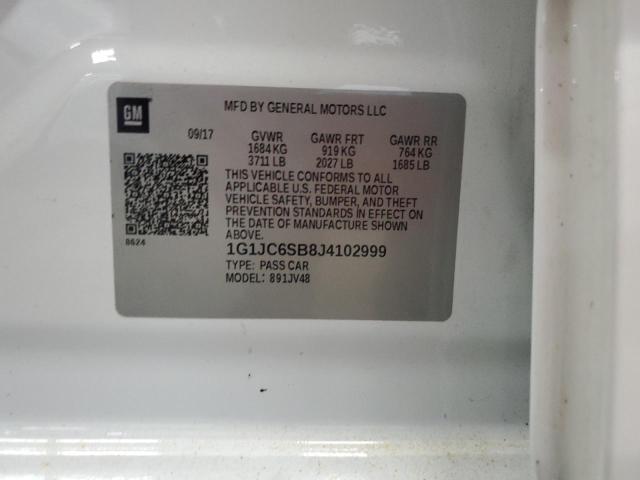 GM
MFD BY GENERAL MOTORS LLC
09/17 GVWR GAWR FRT GAWR RR
1684 KG 919 KG 764 KG
3711 LB 2027 LB 1685 LB
THIS VEHICLE CONFORMS TO ALL
APPLICABLE U.S. FEDERAL MOTOR
VEHICLE SAFETY, BUMPER, AND THEFT
PREVENTION STANDARDS IN EFFECT ON
THE DATE OF MANUFACTURE SHOWN
ABOVE.
8624
1G1JC6SB8J4102999
TYPE: PASS CAR
MODEL: 891JV48